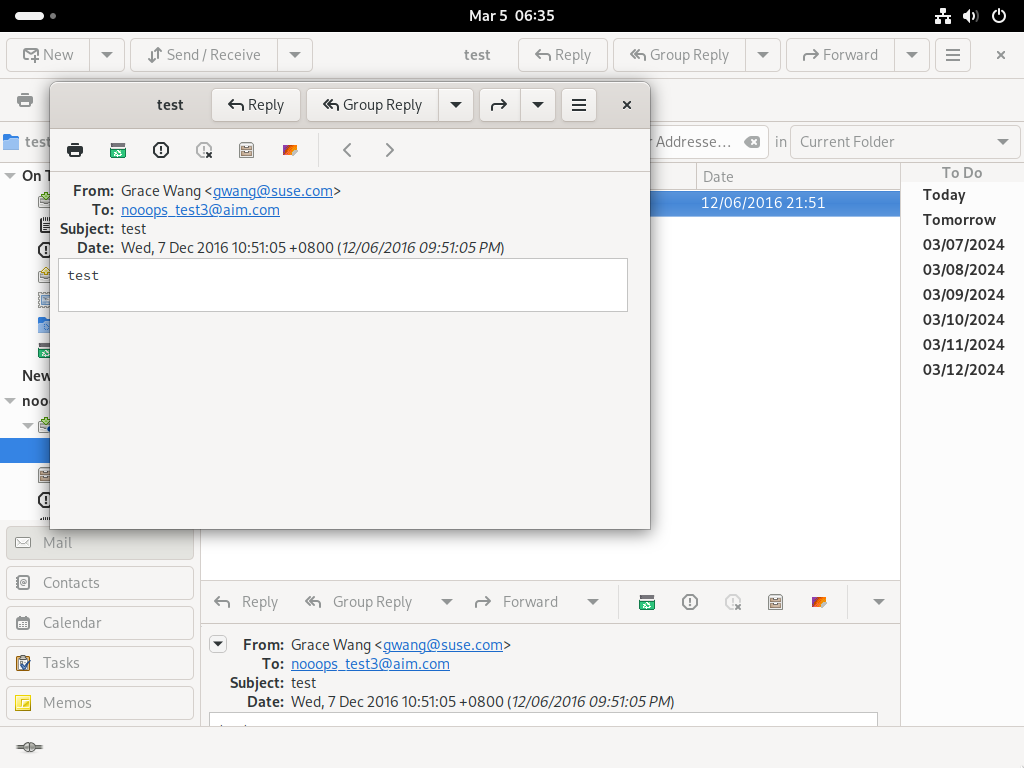 Mar 5 06:35
New
Send / Receive
test
Reply
Group Reply
Forward
test
Reply
Group Reply
test
Addresse…
in
Current Folder
From: Grace Wang <gwang@suse.com>
To: nooops_test3@aim.com
Subject: test
Date: Wed, 7 Dec 2016 10:51:05 +0800 (12/06/2016 09:51:05 PM)
test
On T
New
nooo
Date
12/06/2016 21:51
To Do
Today
Tomorrow
03/07/2024
03/08/2024
03/09/2024
03/10/2024
03/11/2024
03/12/2024
Mail
Contacts
Calendar
Tasks
Memos
Reply
Group Reply
Forward
From: Grace Wang <gwang@suse.com>
To: nooops_test3@aim.com
Subject: test
Date: Wed, 7 Dec 2016 10:51:05 +0800 (12/06/2016 09:51:05 PM)